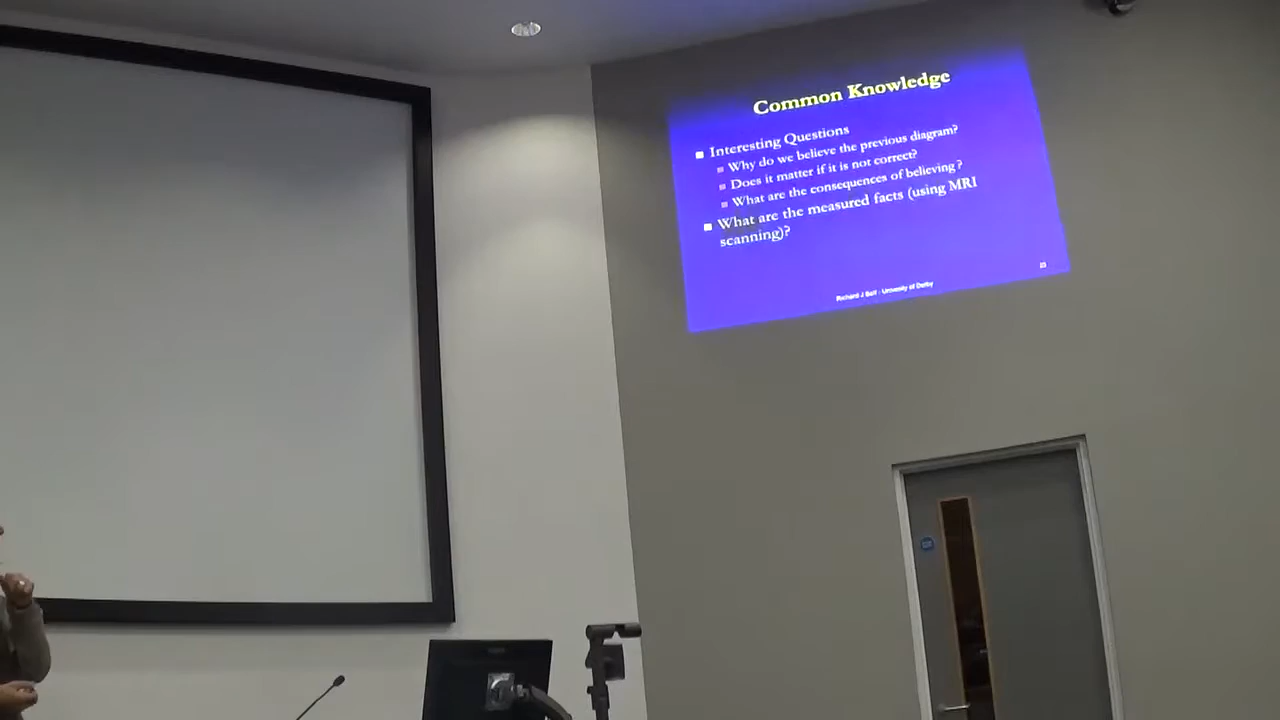 Common Knowledge
Interesting Questions
Why do we believe the previous diagram?
Does it matter if it is not correct?
What are the consequences of believing ?
What are the measured facts (using MRI
scanning)?
Richard J Ball - University of Derby